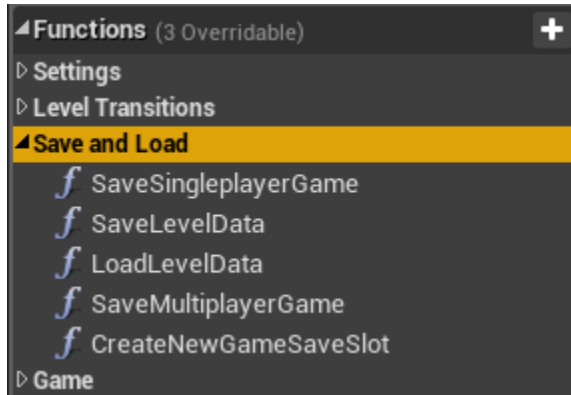 Functions (3 Overridable)
Settings
Level Transitions
Save and Load
f SaveSingleplayerGame
f SaveLevelData
f LoadLevelData
f SaveMultiplayerGame
f CreateNewGameSaveSlot
Game